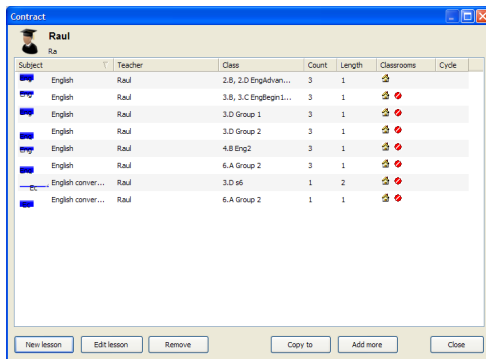 Contract
Raul
Ra
Subject Teacher Class Count Length Classrooms Cycle
English Raul 2.B, 2.D EngAdvan... 3 1
Eng English Raul 3.B, 3.C EngBegin1... 3 1
English Raul 3.D Group 1 3 1
English Raul 3.D Group 2 3 1
Eng English Raul 4.B Eng2 3 1
English Raul 6.A Group 2 3 1
Ec English conver... Raul 3.D s6 1 2
English conver... Raul 6.A Group 2 1 1
New lesson Edit lesson Remove Copy to Add more Close